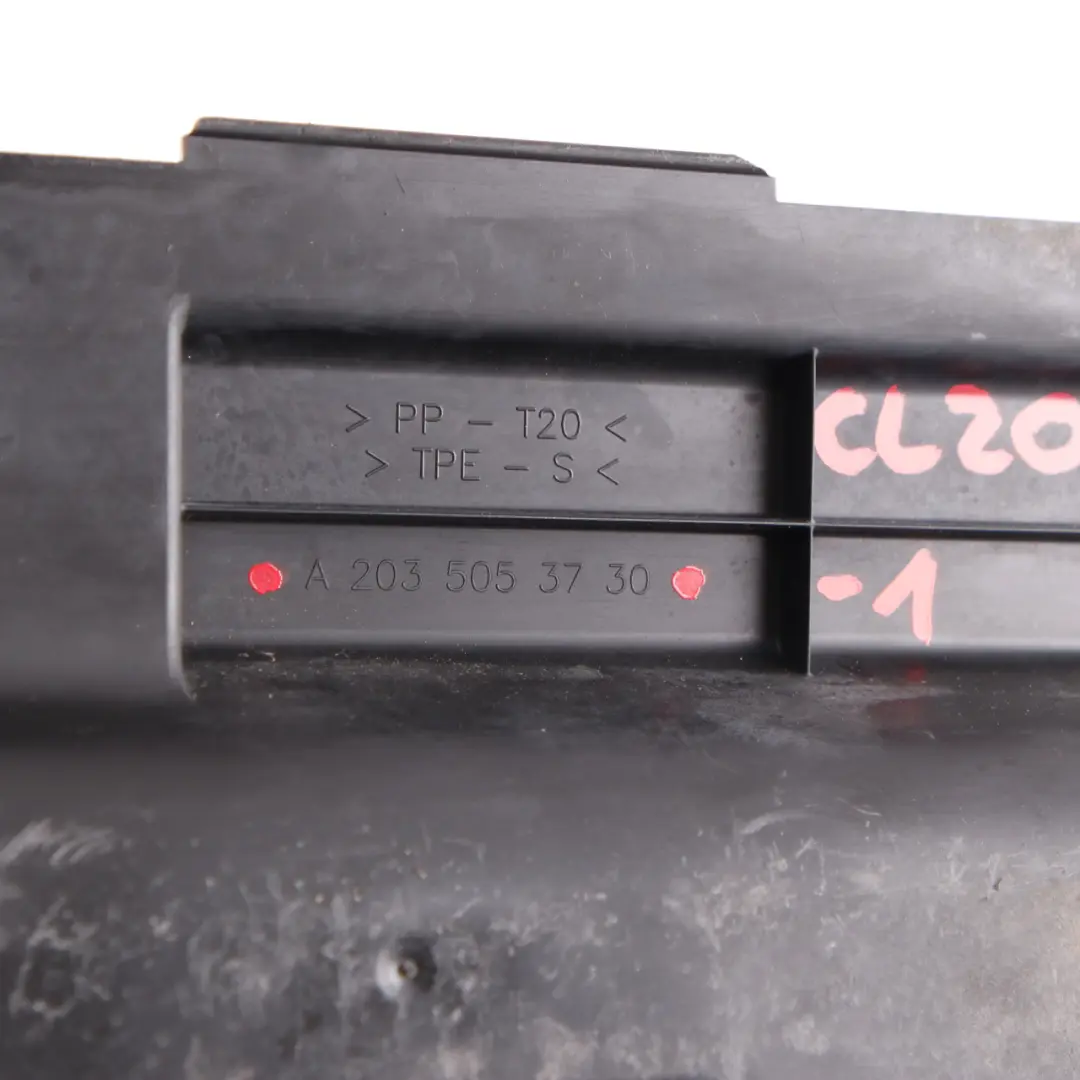 > PP - T20 <
> TPE - S <
CL20
A 203 505 37 30
-1